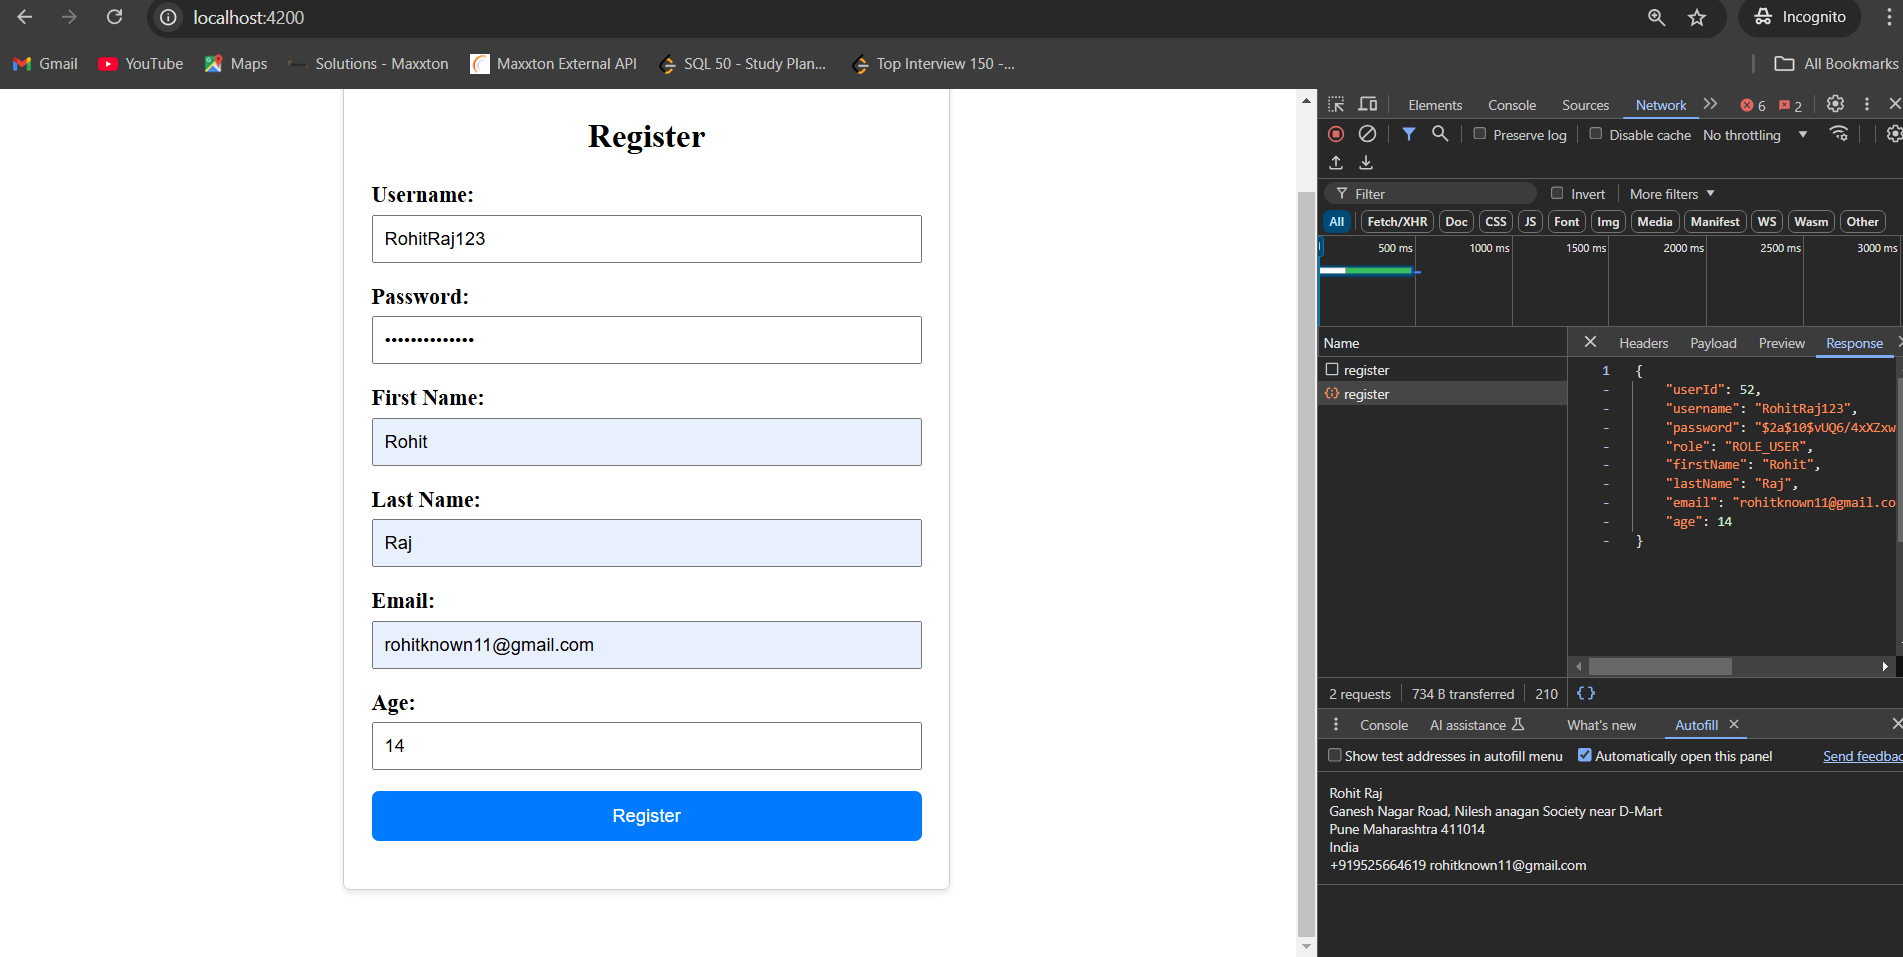 localhost:4200
Incognito
Gmail YouTube Maps Solutions - Maxxton Maxxton External API SQL 50 - Study Plan... Top Interview 150 -... All Bookmarks
Register
Username:
RohitRaj123
Password:
••••••••••••••
First Name:
Rohit
Last Name:
Raj
Email:
rohitknown11@gmail.com
Age:
14
Register
Elements Console Sources Network 6 2
Preserve log Disable cache No throttling
Filter Invert More filters
All Fetch/XHR Doc CSS JS Font Img Media Manifest WS Wasm Other
500 ms 1000 ms 1500 ms 2000 ms 2500 ms 3000 ms
Name
register
register
Headers Payload Preview Response
1 {
- "userId": 52,
- "username": "RohitRaj123",
- "password": "$2a$10$vUQ6/4xXZxw
- "role": "ROLE_USER",
- "firstName": "Rohit",
- "lastName": "Raj",
- "email": "rohitknown11@gmail.co
- "age": 14
- }
2 requests 734 B transferred 210 {}
Console AI assistance What's new Autofill
Show test addresses in autofill menu Automatically open this panel Send feedbac
Rohit Raj
Ganesh Nagar Road, Nilesh anagan Society near D-Mart
Pune Maharashtra 411014
India
+919525664619 rohitknown11@gmail.com